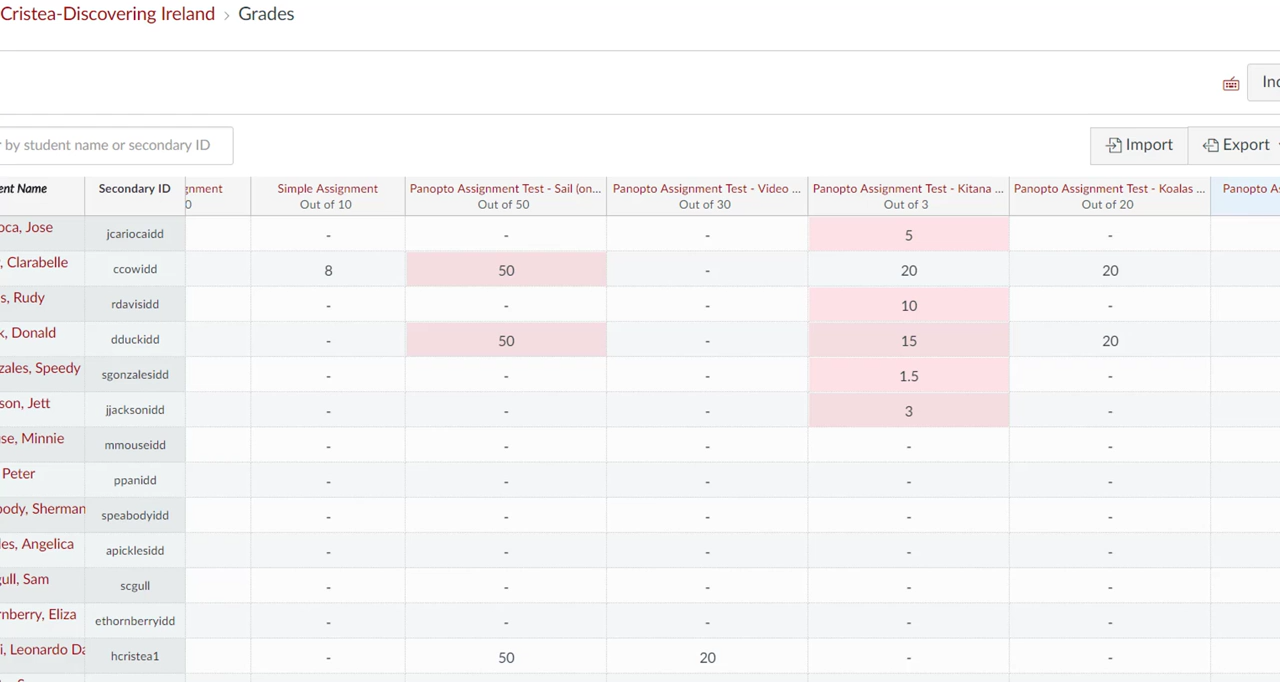 Cristea-Discovering Ireland › Grades
Inc
r by student name or secondary ID Import Export
ent Name Secondary ID gnment Simple Assignment Panopto Assignment Test - Sail (on... Panopto Assignment Test - Video ... Panopto Assignment Test - Kitana ... Panopto Assignment Test - Koalas ... Panopto As
0 Out of 10 Out of 50 Out of 30 Out of 3 Out of 20
oca, Jose jcariocaidd - - - 5 -
, Clarabelle ccowidd 8 50 - 20 20
s, Rudy rdavisidd - - - 10 -
k, Donald dduckidd - 50 - 15 20
zales, Speedy sgonzalesidd - - - 1.5 -
son, Jett jjacksonidd - - - 3 -
use, Minnie mmouseidd - - - - -
Peter ppanidd - - - - -
body, Sherman speabodyidd - - - - -
les, Angelica apicklesidd - - - - -
gull, Sam scgull - - - - -
rnberry, Eliza ethornberryidd - - - - -
i, Leonardo Da hcristea1 - 50 20 - -